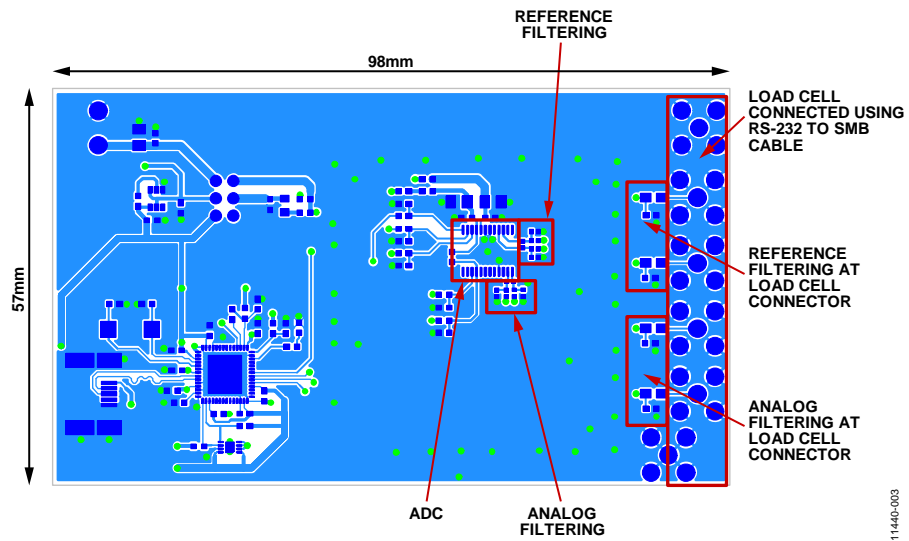 REFERENCE
FILTERING
98mm
LOAD CELL
CONNECTED USING
RS-232 TO SMB
CABLE
57mm
REFERENCE
FILTERING AT
LOAD CELL
CONNECTOR
ANALOG
FILTERING AT
LOAD CELL
CONNECTOR
ADC
ANALOG
FILTERING
11440-003